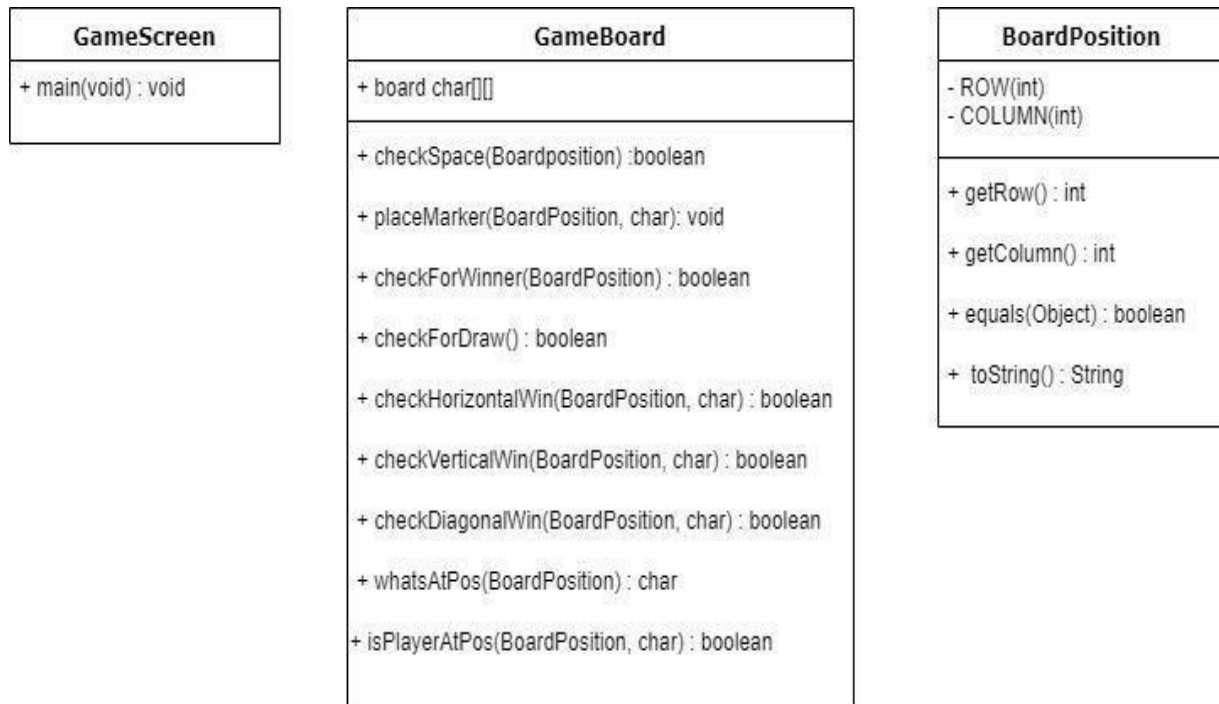 GameScreen
+ main(void) : void
GameBoard
+ board char[][]
+ checkSpace(Boardposition) :boolean
+ placeMarker(BoardPosition, char): void
+ checkForWinner(BoardPosition) : boolean
+ checkForDraw() : boolean
+ checkHorizontalWin(BoardPosition, char) : boolean
+ checkVerticalWin(BoardPosition, char) : boolean
+ checkDiagonalWin(BoardPosition, char) : boolean
+ whatsAtPos(BoardPosition) : char
+ isPlayerAtPos(BoardPosition, char) : boolean
BoardPosition
- ROW(int)
- COLUMN(int)
+ getRow() : int
+ getColumn() : int
+ equals(Object) : boolean
+ toString() : String